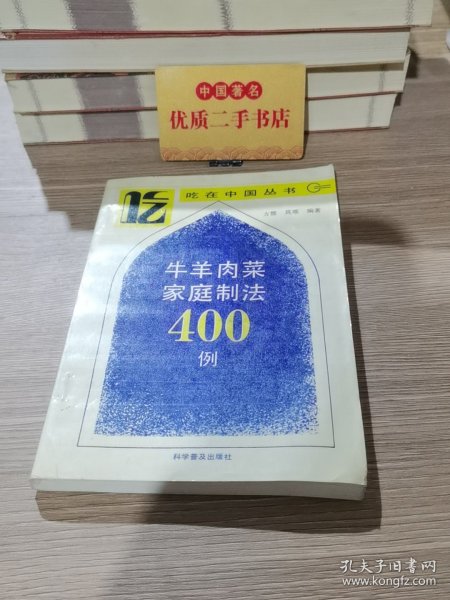 中国著名
优质二手书店
吃
吃在中国丛书
编著
牛羊肉菜
家庭制法
400
例
科学普及出版社
孔夫子旧书网
www.kongfz.com